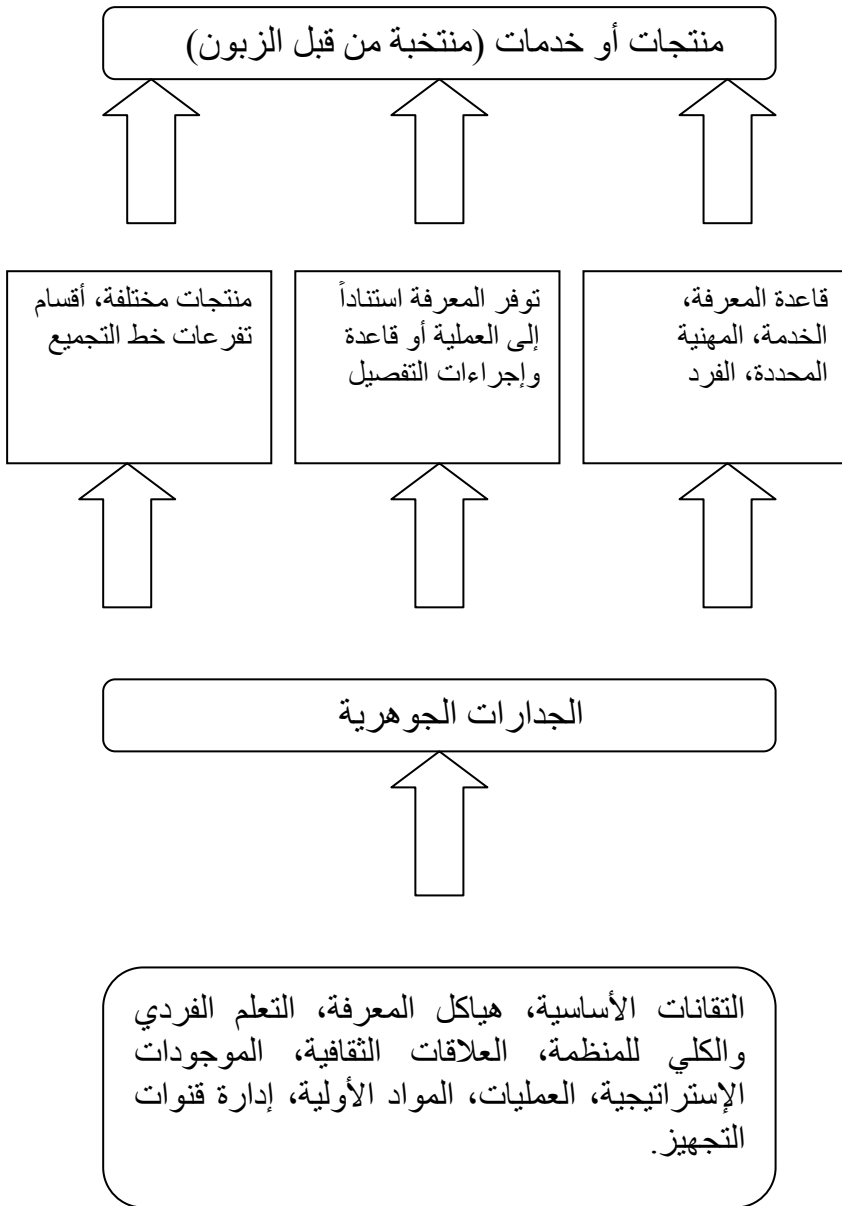 منتجات أو خدمات (منتخبة من قبل الزبون)
قاعدة المعرفة،
الخدمة، المهنية
المحددة، الفرد
توفر المعرفة استناداً
إلى العملية أو قاعدة
وإجراءات التفصيل
منتجات مختلفة، أقسام
تفرعات خط التجميع
الجدارات الجوهرية
التقانات الأساسية، هياكل المعرفة، التعلم الفردي
والكلي للمنظمة، العلاقات الثقافية، الموجودات
الإستراتيجية، العمليات، المواد الأولية، إدارة قنوات
التجهيز.